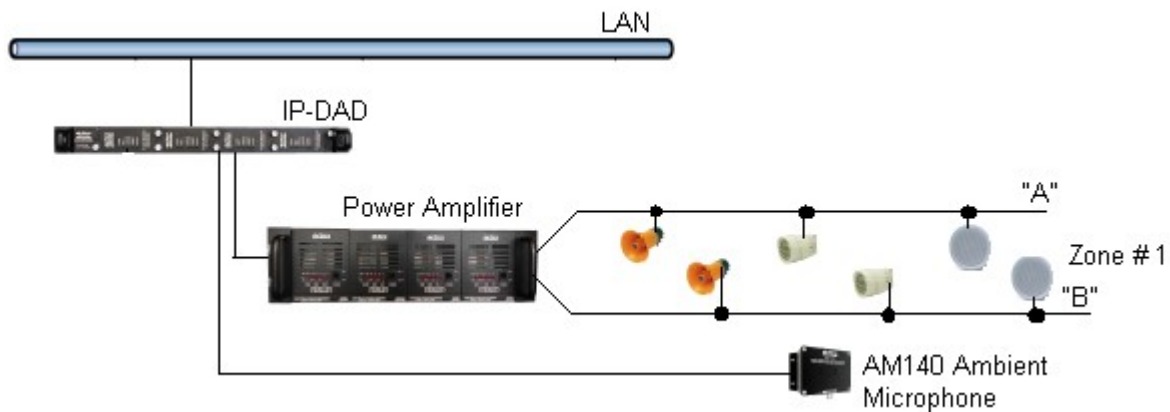 LAN
IP-DAD
Power Amplifier
"A"
Zone #1
"B"
AM140 Ambient
Microphone